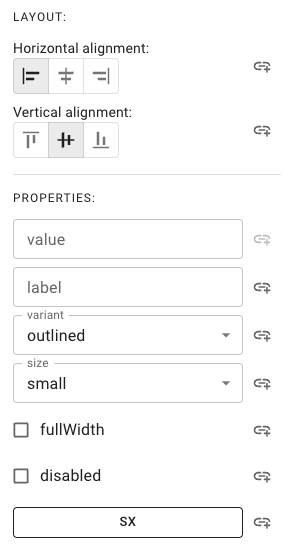 LAYOUT:
Horizontal alignment:
Vertical alignment:
PROPERTIES:
value
label
variant
outlined
size
small
fullWidth
disabled
SX